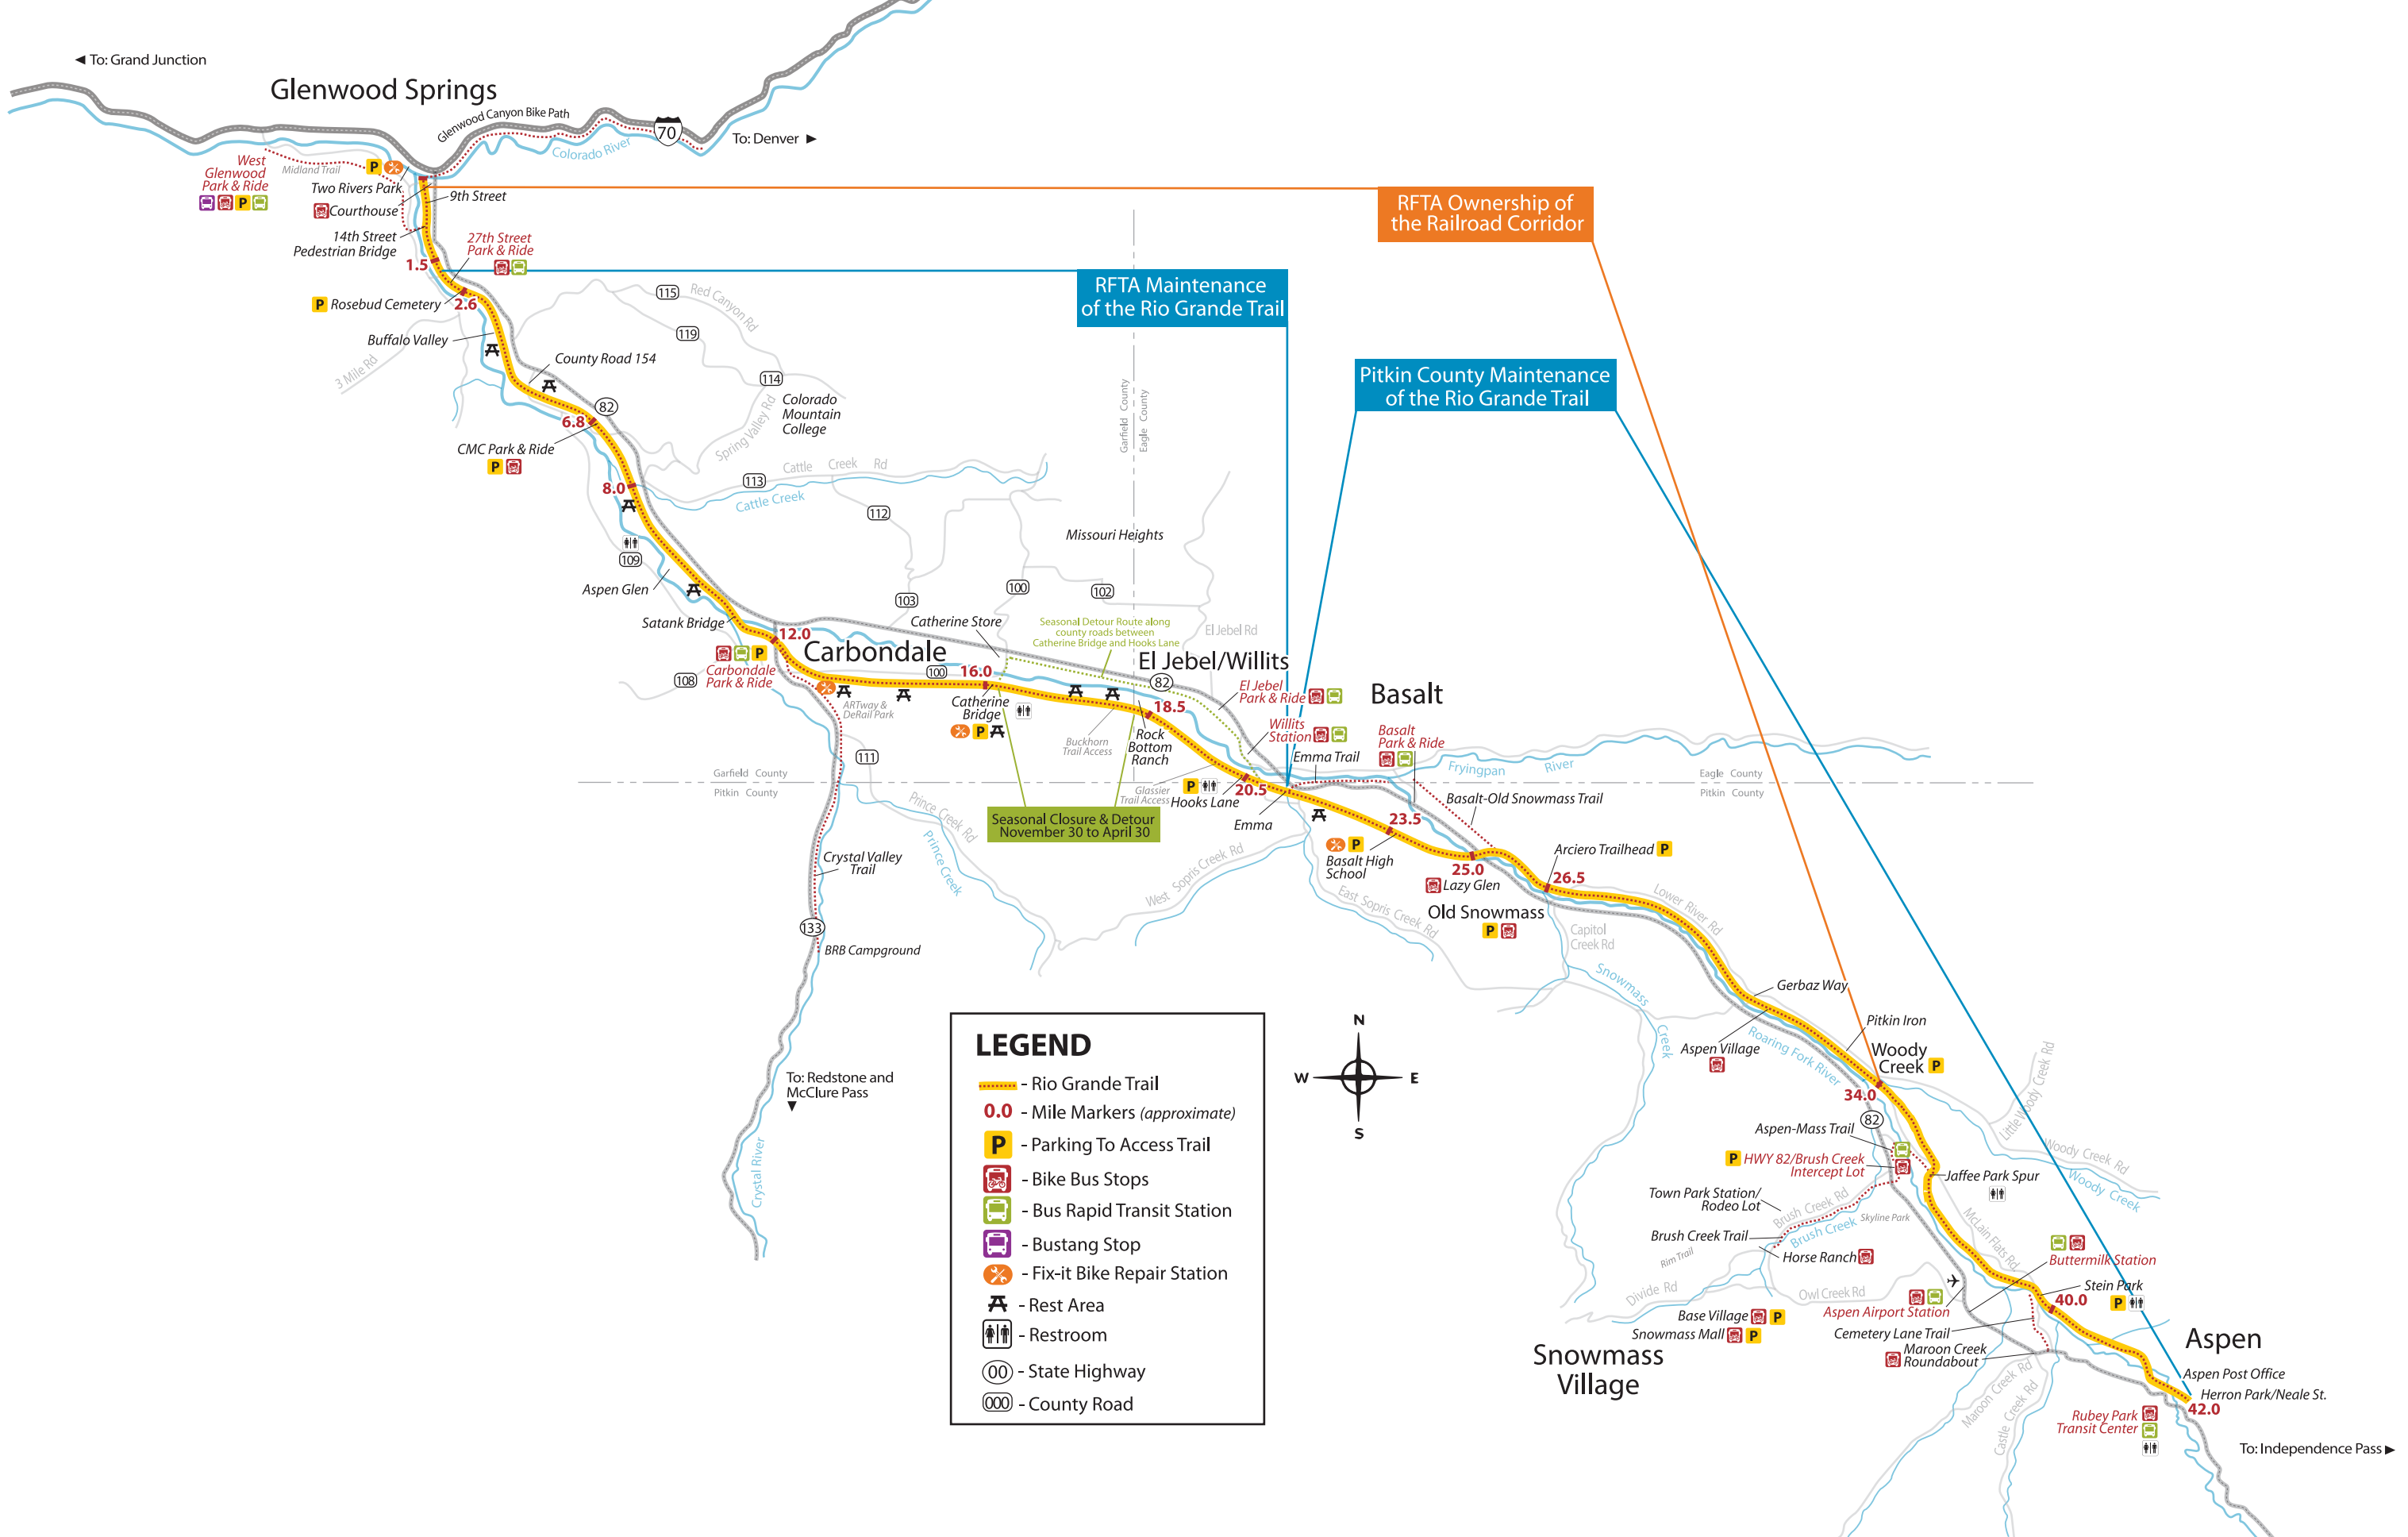 ◄ To: Grand Junction
Glenwood Springs
Glenwood Canyon Bike Path
70
To: Denver ►
Colorado River
West
Glenwood
Park & Ride
Midland Trail
P
Two Rivers Park
Courthouse
9th Street
14th Street
Pedestrian Bridge
27th Street
Park & Ride
1.5
P Rosebud Cemetery
2.6
Buffalo Valley
3 Mile Rd
County Road 154
115
Red Canyon Rd
119
114
Colorado
Mountain
College
Spring Valley Rd
82
6.8
CMC Park & Ride
P
8.0
113
Cattle Creek Rd
Cattle Creek
112
109
Aspen Glen
Satank Bridge
RFTA Ownership of
the Railroad Corridor
RFTA Maintenance
of the Rio Grande Trail
Pitkin County Maintenance
of the Rio Grande Trail
Garfield County
Eagle County
Missouri Heights
100
102
103
12.0
Carbondale
P
Carbondale
Park & Ride
108
ARTway &
DeRail Park
100
Catherine Store
Seasonal Detour Route along
county roads between
Catherine Bridge and Hooks Lane
El Jebel Rd
16.0
Catherine
Bridge
P
El Jebel/Willits
82
El Jebel
Park & Ride
18.5
Buckhorn
Trail Access
Rock
Bottom
Ranch
Willits
Station
Basalt
Basalt
Park & Ride
Emma Trail
Fryingpan River
Eagle County
Pitkin County
Garfield County
Pitkin County
Glassier
Trail Access
P
Hooks Lane
20.5
Emma
Seasonal Closure & Detour
November 30 to April 30
111
Prince Creek Rd
Prince Creek
Crystal Valley
Trail
133
BRB Campground
To: Redstone and
McClure Pass
▼
Crystal River
West Sopris Creek Rd
East Sopris Creek Rd
23.5
P
Basalt High
School
Basalt-Old Snowmass Trail
25.0
Lazy Glen
Arciero Trailhead P
26.5
Old Snowmass
P
Capitol
Creek Rd
Lower River Rd
Snowmass
Creek
Gerbaz Way
Aspen Village
Roaring Fork River
Pitkin Iron
Woody
Creek P
34.0
82
Little Woody Creek Rd
Woody Creek Rd
Woody Creek
Aspen-Mass Trail
P HWY 82/Brush Creek
Intercept Lot
Jaffee Park Spur
Town Park Station/
Rodeo Lot
Brush Creek Rd
Brush Creek
Skyline Park
Brush Creek Trail
Rim Trail
Horse Ranch
McLain Flats Rd
Buttermilk Station
Divide Rd
Owl Creek Rd
Aspen Airport Station
Stein Park
P
40.0
Base Village P
Snowmass Mall P
Cemetery Lane Trail
Maroon Creek
Roundabout
Snowmass
Village
Aspen
Aspen Post Office
Herron Park/Neale St.
42.0
Maroon Creek Rd
Castle Creek Rd
Rubey Park
Transit Center
To: Independence Pass ►
N
W
E
S
LEGEND
- Rio Grande Trail
0.0 - Mile Markers (approximate)
P - Parking To Access Trail
- Bike Bus Stops
- Bus Rapid Transit Station
- Bustang Stop
- Fix-it Bike Repair Station
- Rest Area
- Restroom
00 - State Highway
000 - County Road